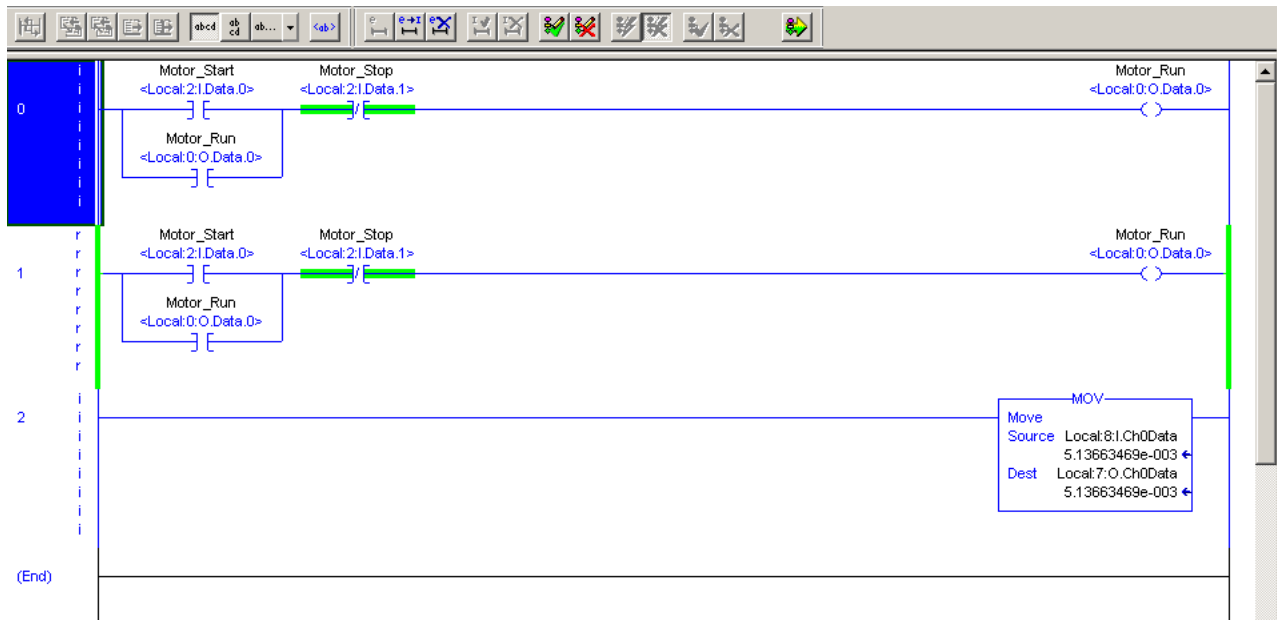 abcd ab cd ab... <ab> e e→I e
Motor_Start Motor_Stop Motor_Run
<Local:2:I.Data.0> <Local:2:I.Data.1> <Local:0:O.Data.0>
0
i
i
i
i
i
i
i
i
Motor_Run
<Local:0:O.Data.0>
Motor_Start Motor_Stop Motor_Run
<Local:2:I.Data.0> <Local:2:I.Data.1> <Local:0:O.Data.0>
1
r
r
r
r
r
r
r
r
Motor_Run
<Local:0:O.Data.0>
2
i
i
i
i
i
i
i
i
MOV
Move
Source Local:8:I.Ch0Data
5.13663469e-003
Dest Local:7:O.Ch0Data
5.13663469e-003
(End)